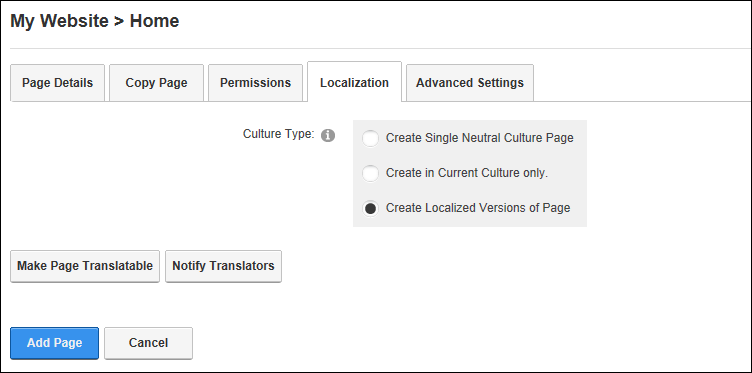 My Website > Home
Page Details Copy Page Permissions Localization Advanced Settings
Culture Type: i Create Single Neutral Culture Page
Create in Current Culture only.
Create Localized Versions of Page
Make Page Translatable Notify Translators
Add Page Cancel